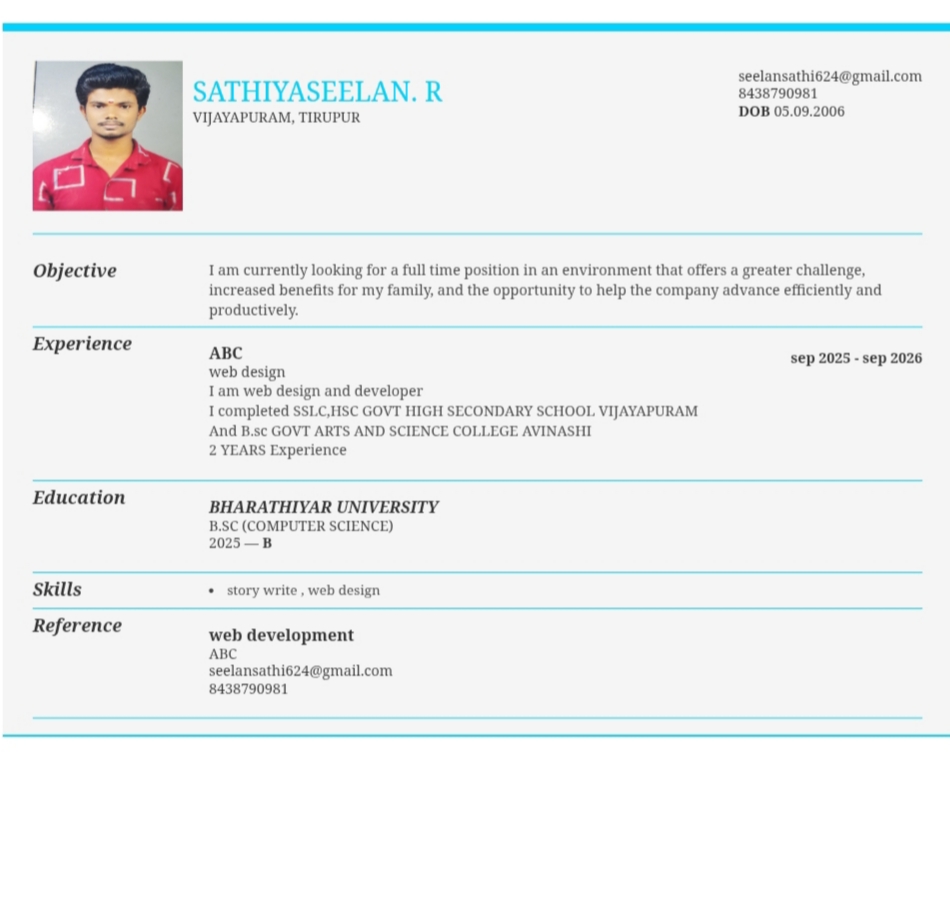 SATHIYASEELAN. R
VIJAYAPURAM, TIRUPUR
seelansathi624@gmail.com
8438790981
DOB 05.09.2006
Objective
I am currently looking for a full time position in an environment that offers a greater challenge,
increased benefits for my family, and the opportunity to help the company advance efficiently and
productively.
Experience
ABC
sep 2025 - sep 2026
web design
I am web design and developer
I completed SSLC,HSC GOVT HIGH SECONDARY SCHOOL VIJAYAPURAM
And B.sc GOVT ARTS AND SCIENCE COLLEGE AVINASHI
2 YEARS Experience
Education
BHARATHIYAR UNIVERSITY
B.SC (COMPUTER SCIENCE)
2025 — B
Skills
• story write , web design
Reference
web development
ABC
seelansathi624@gmail.com
8438790981